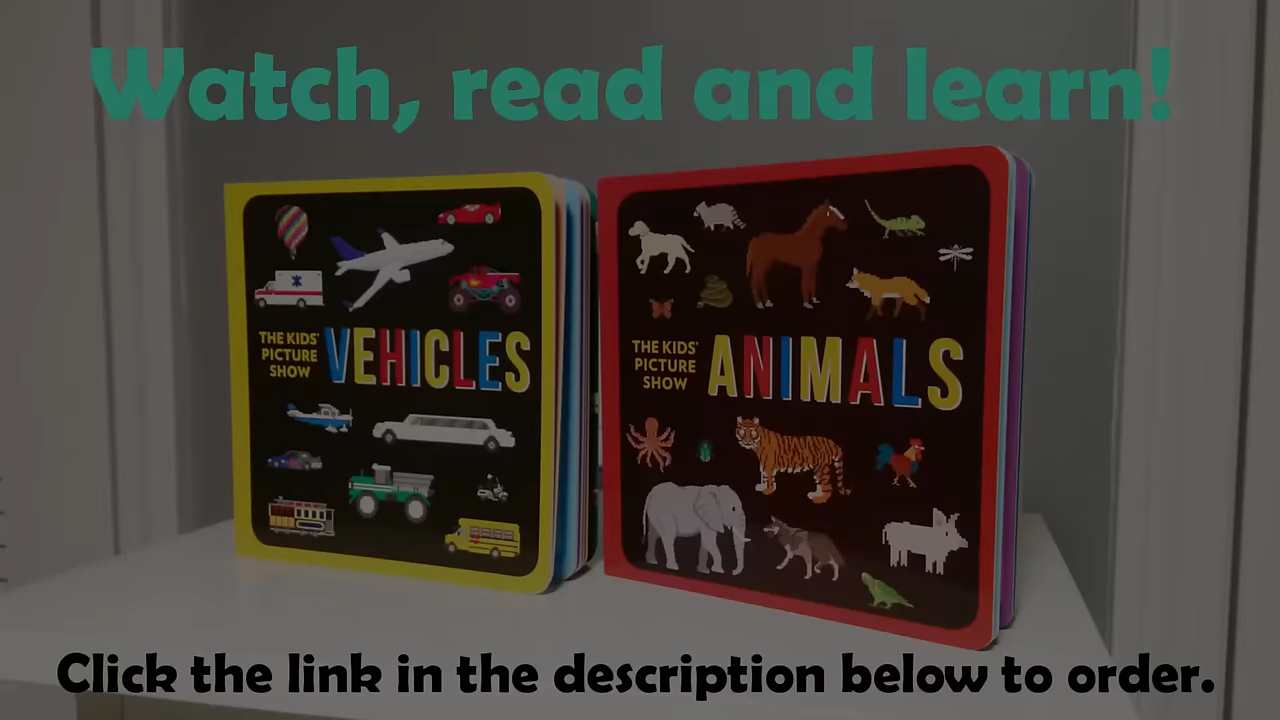 Watch, read and learn!
THE KIDS'
PICTURE
SHOW
VEHICLES
THE KIDS'
PICTURE
SHOW
ANIMALS
Click the link in the description below to order.